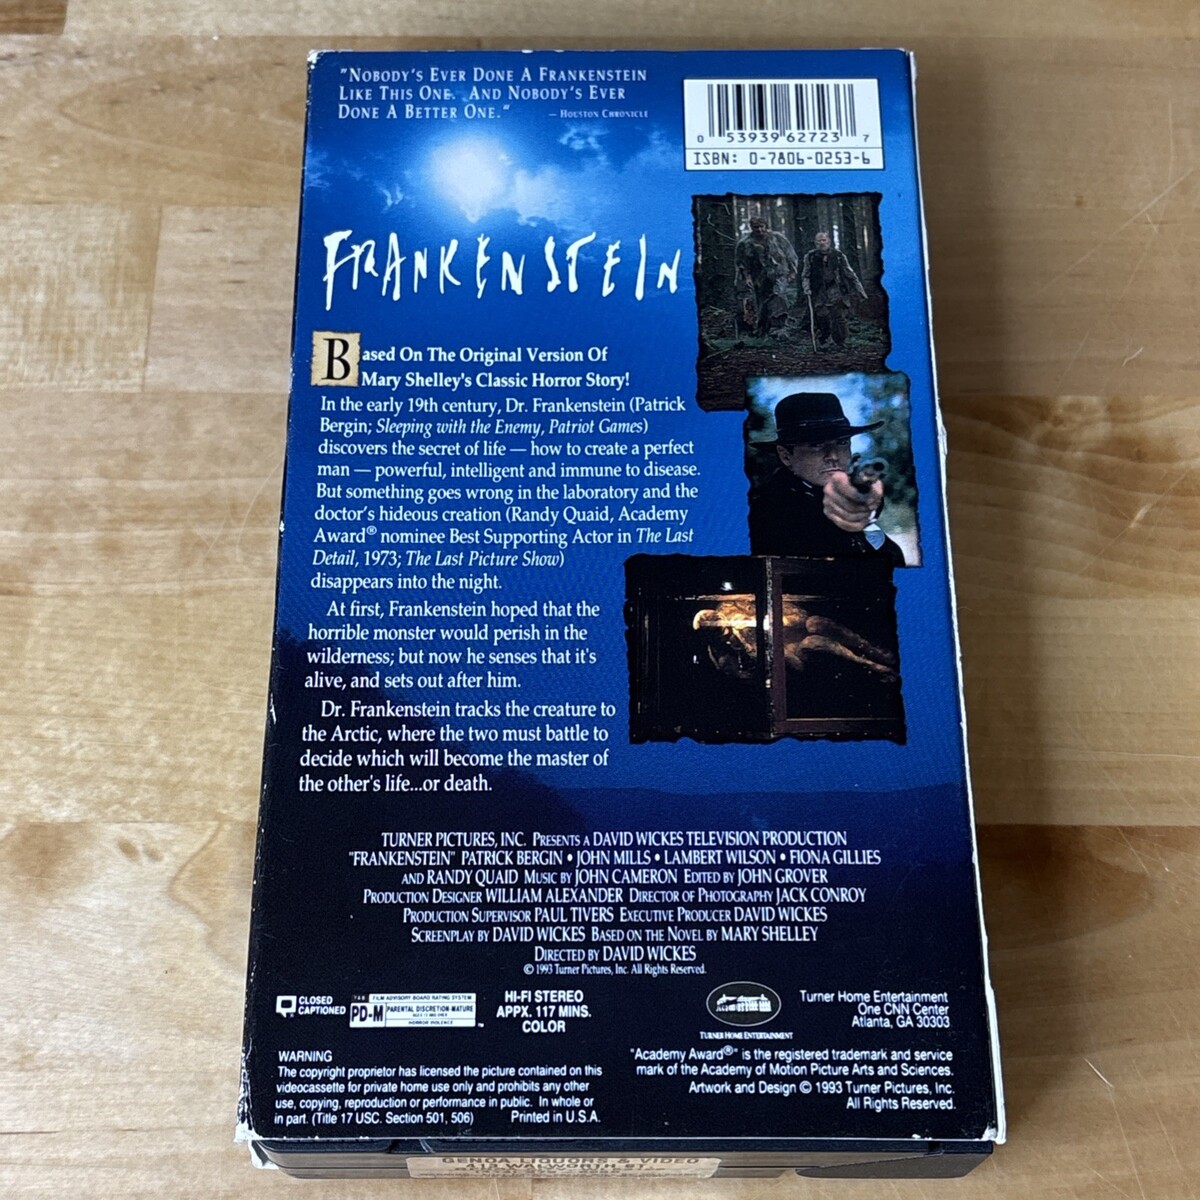 "NOBODY'S EVER DONE A FRANKENSTEIN
LIKE THIS ONE. AND NOBODY'S EVER
DONE A BETTER ONE."
— HOUSTON CHRONICLE
0 53939 62723 7
ISBN: 0-7806-0253-6
FRANKENSTEIN
Based On The Original Version Of
Mary Shelley's Classic Horror Story!
In the early 19th century, Dr. Frankenstein (Patrick
Bergin; Sleeping with the Enemy, Patriot Games)
discovers the secret of life — how to create a perfect
man — powerful, intelligent and immune to disease.
But something goes wrong in the laboratory and the
doctor's hideous creation (Randy Quaid, Academy
Award® nominee Best Supporting Actor in The Last
Detail, 1973; The Last Picture Show)
disappears into the night.
At first, Frankenstein hoped that the
horrible monster would perish in the
wilderness; but now he senses that it's
alive, and sets out after him.
Dr. Frankenstein tracks the creature to
the Arctic, where the two must battle to
decide which will become the master of
the other's life...or death.
TURNER PICTURES, INC. PRESENTS A DAVID WICKES TELEVISION PRODUCTION
"FRANKENSTEIN" PATRICK BERGIN • JOHN MILLS • LAMBERT WILSON • FIONA GILLIES
AND RANDY QUAID MUSIC BY JOHN CAMERON EDITED BY JOHN GROVER
PRODUCTION DESIGNER WILLIAM ALEXANDER DIRECTOR OF PHOTOGRAPHY JACK CONROY
PRODUCTION SUPERVISOR PAUL TIVERS EXECUTIVE PRODUCER DAVID WICKES
SCREENPLAY BY DAVID WICKES BASED ON THE NOVEL BY MARY SHELLEY
DIRECTED BY DAVID WICKES
© 1993 Turner Pictures, Inc. All Rights Reserved.
CLOSED
CAPTIONED
THE FILM ADVISORY BOARD RATING SYSTEM
PD-M
PARENTAL DISCRETION-MATURE
HORROR VIOLENCE
™
HI-FI STEREO
APPX. 117 MINS.
COLOR
TURNER HOME ENTERTAINMENT
Turner Home Entertainment
One CNN Center
Atlanta, GA 30303
WARNING
The copyright proprietor has licensed the picture contained on this
videocassette for private home use only and prohibits any other
use, copying, reproduction or performance in public. In whole or
in part. (Title 17 USC. Section 501, 506) Printed in U.S.A.
"Academy Award®" is the registered trademark and service
mark of the Academy of Motion Picture Arts and Sciences.
Artwork and Design © 1993 Turner Pictures, Inc.
All Rights Reserved.
GENOA LIQUORS & VIDEO
415 WALWORTH ST